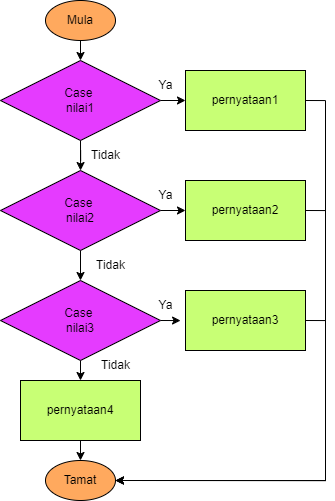 Mula
Case
nilai1
Ya
pernyataan1
Tidak
Case
nilai2
Ya
pernyataan2
Tidak
Case
nilai3
Ya
pernyataan3
Tidak
pernyataan4
Tamat